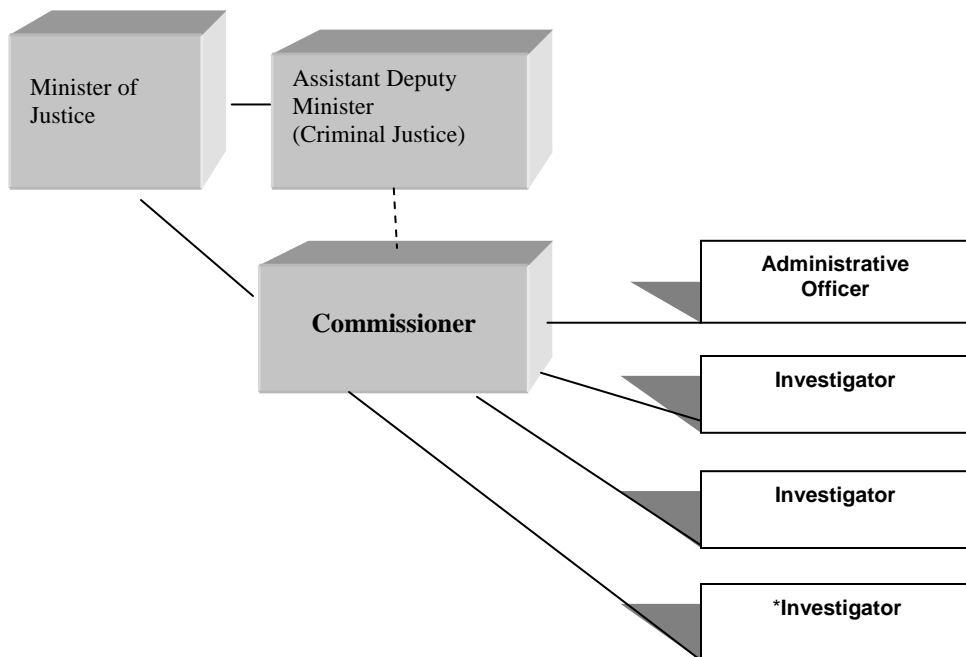 Minister of
Justice
Assistant Deputy
Minister
(Criminal Justice)
Commissioner
Administrative
Officer
Investigator
Investigator
*Investigator